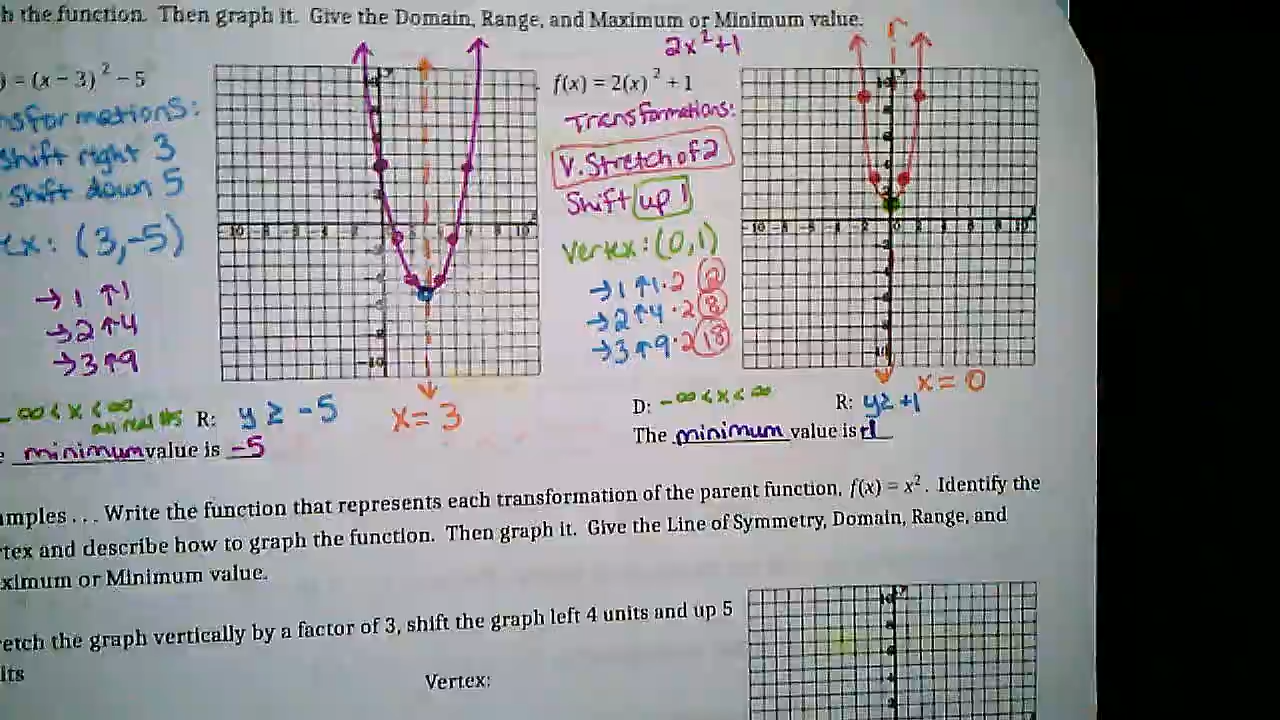 h the function. Then graph it. Give the Domain, Range, and Maximum or Minimum value.
) = (x − 3)² − 5
nsformations:
shift right 3
shift down 5
ex: (3,-5)
→1 ↑1
→2↑4
→3↑9
-∞ < x < ∞
all real #s
R: y ≥ -5
x = 3
e minimum value is -5
2x²+1
f(x) = 2(x)² + 1
Transformations:
V. Stretch of 2
Shift up 1
Vertex: (0,1)
→1↑1·2 2
→2↑4·2 8
→3↑9·2 18
x = 0
D: -∞ < x < ∞ R: y≥+1
The minimum value is
amples . . . Write the function that represents each transformation of the parent function, f(x) = x². Identify the
rtex and describe how to graph the function. Then graph it. Give the Line of Symmetry, Domain, Range, and
aximum or Minimum value.
etch the graph vertically by a factor of 3, shift the graph left 4 units and up 5
its
Vertex: